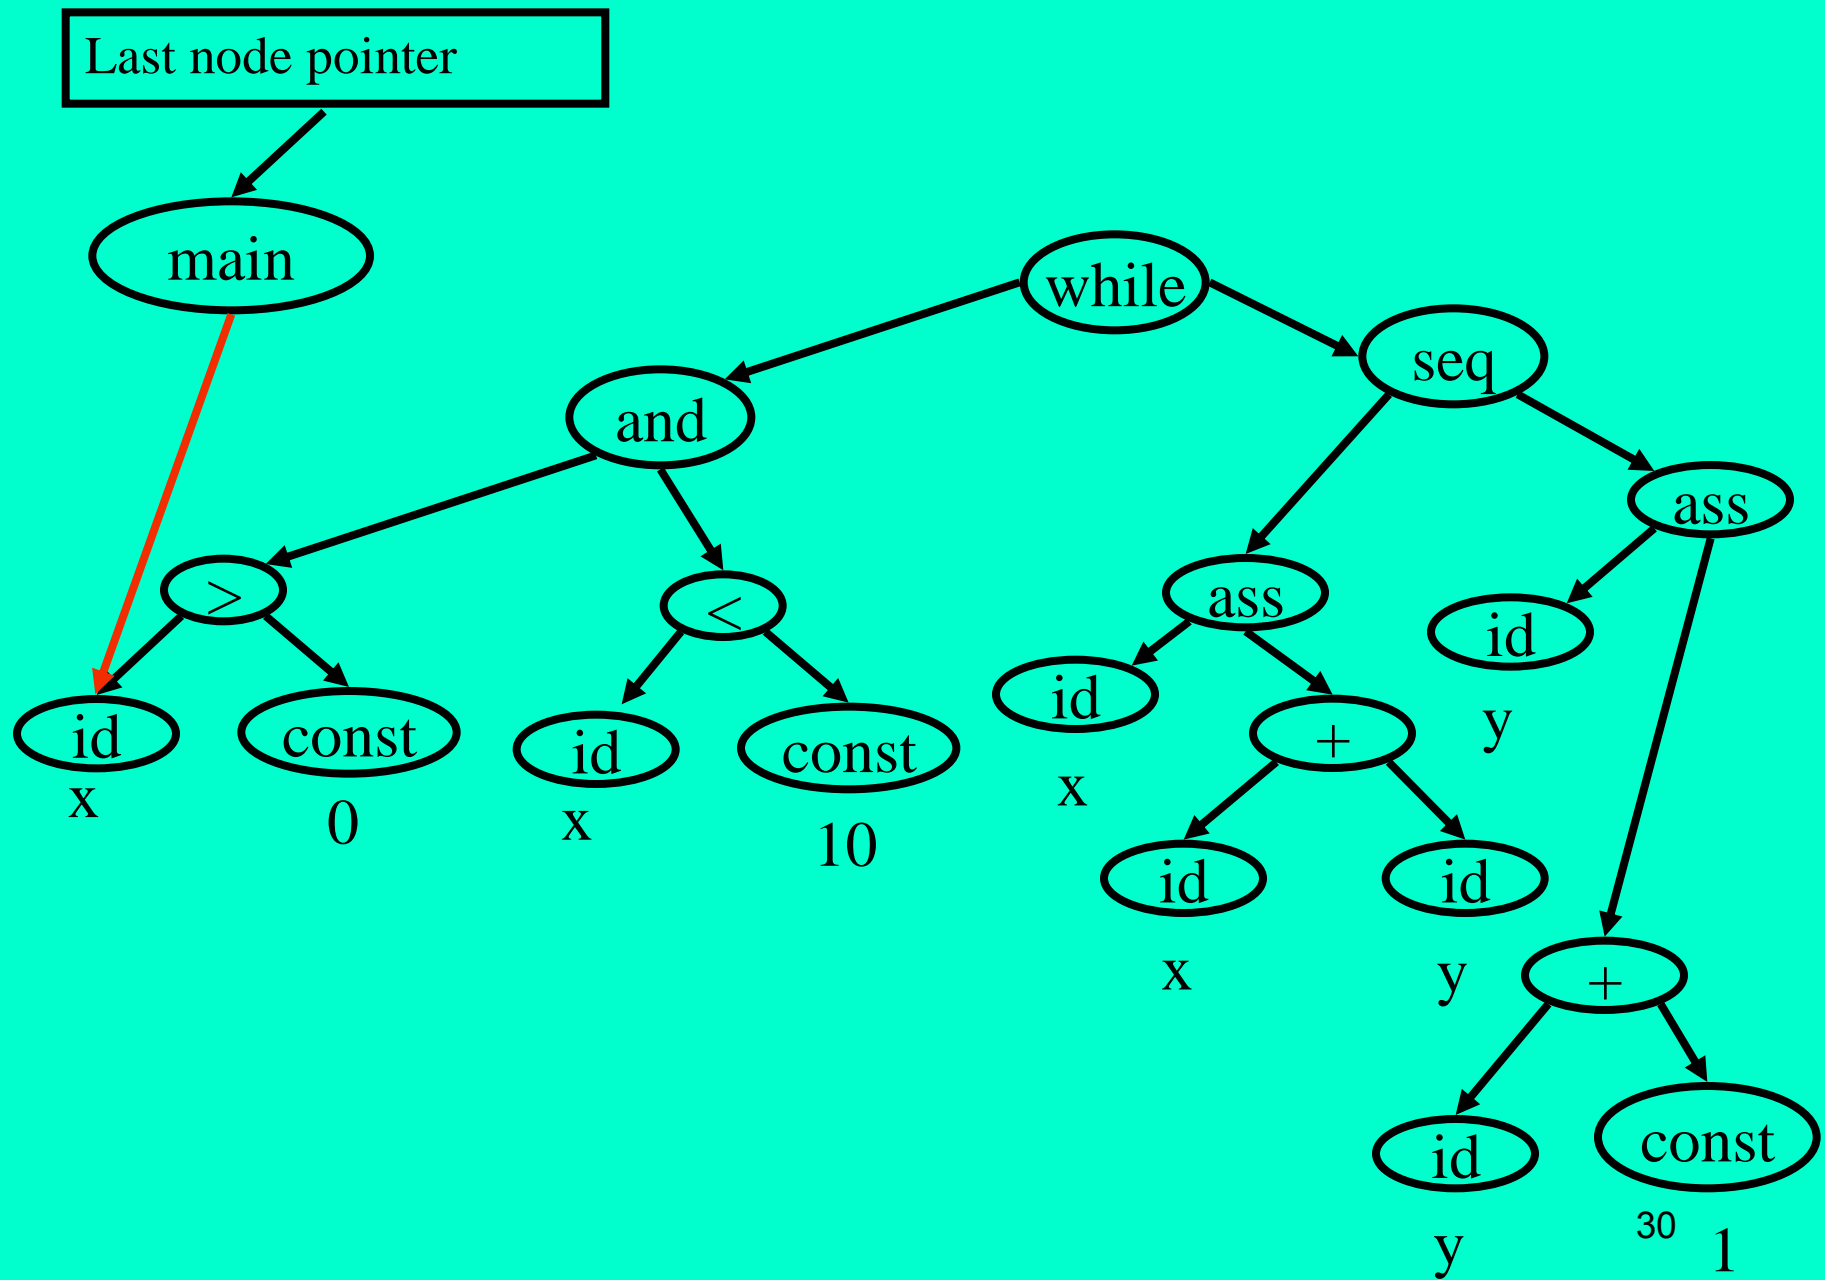 Last node pointer
main
while
seq
and
ass
>
<
ass
id
id
const
id
const
id
+
x
0
x
10
x
y
id
id
x
y
+
id
const
y
30
1